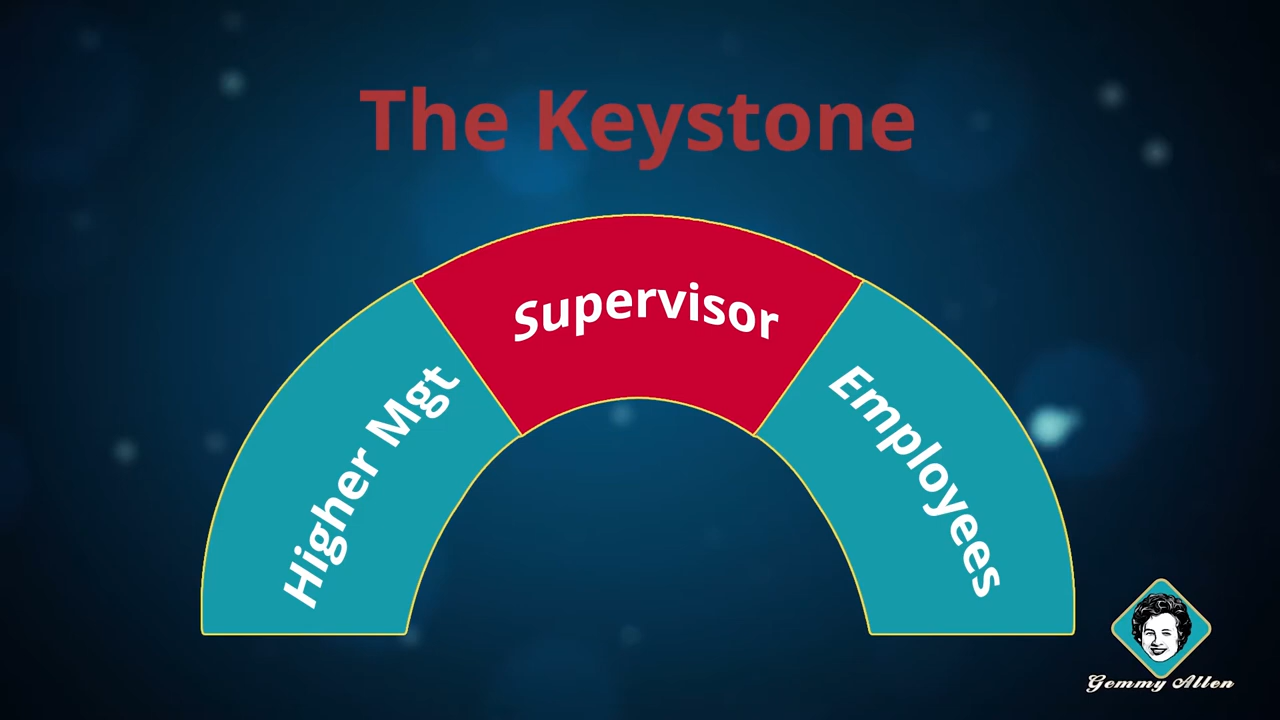 The Keystone
Supervisor
Higher Mgt
Employees
Gemmy Allen